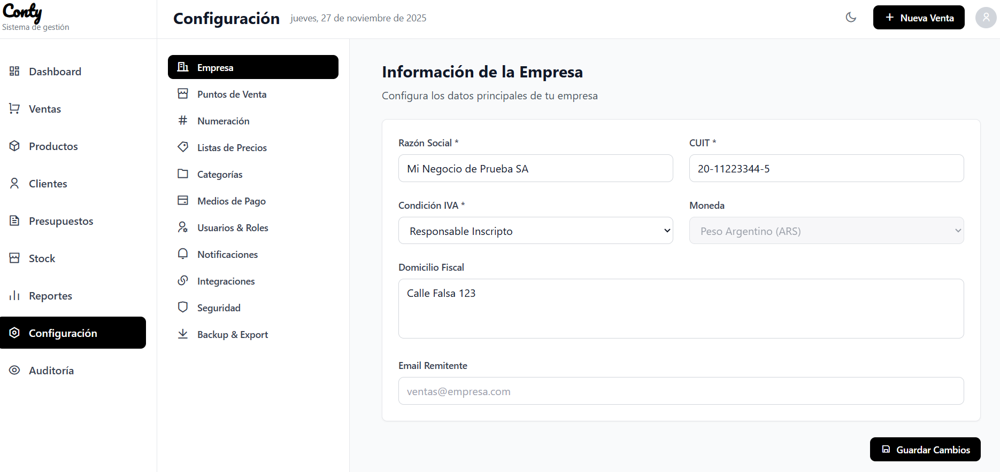 Conty
Sistema de gestión
Configuración
jueves, 27 de noviembre de 2025
+ Nueva Venta
Dashboard
Ventas
Productos
Clientes
Presupuestos
Stock
Reportes
Configuración
Auditoría
Empresa
Puntos de Venta
Numeración
Listas de Precios
Categorías
Medios de Pago
Usuarios & Roles
Notificaciones
Integraciones
Seguridad
Backup & Export
Información de la Empresa
Configura los datos principales de tu empresa
Razón Social *
Mi Negocio de Prueba SA
CUIT *
20-11223344-5
Condición IVA *
Responsable Inscripto
Moneda
Peso Argentino (ARS)
Domicilio Fiscal
Calle Falsa 123
Email Remitente
ventas@empresa.com
Guardar Cambios